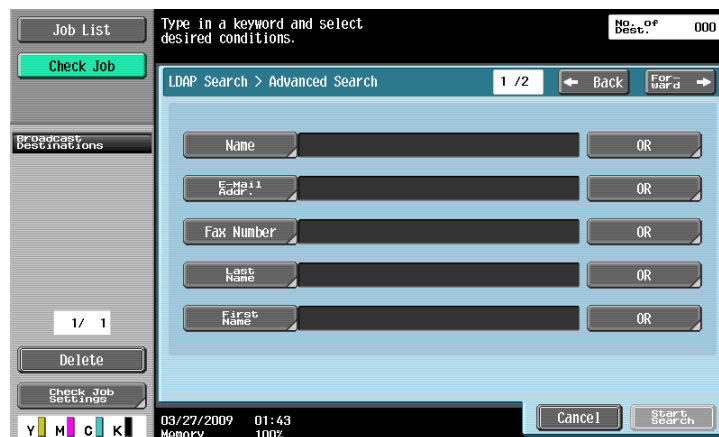 Job List
Check Job
Type in a keyword and select
desired conditions.
No. of
Dest.
000
LDAP Search > Advanced Search
1 /2
← Back
For-
ward →
Broadcast
Destinations
Name
OR
E-Mail
Addr.
OR
Fax Number
OR
Last
Name
OR
First
Name
OR
1/ 1
Delete
Check Job
Settings
Y M C K
03/27/2009 01:43
Memory 100%
Cancel
Start
Search